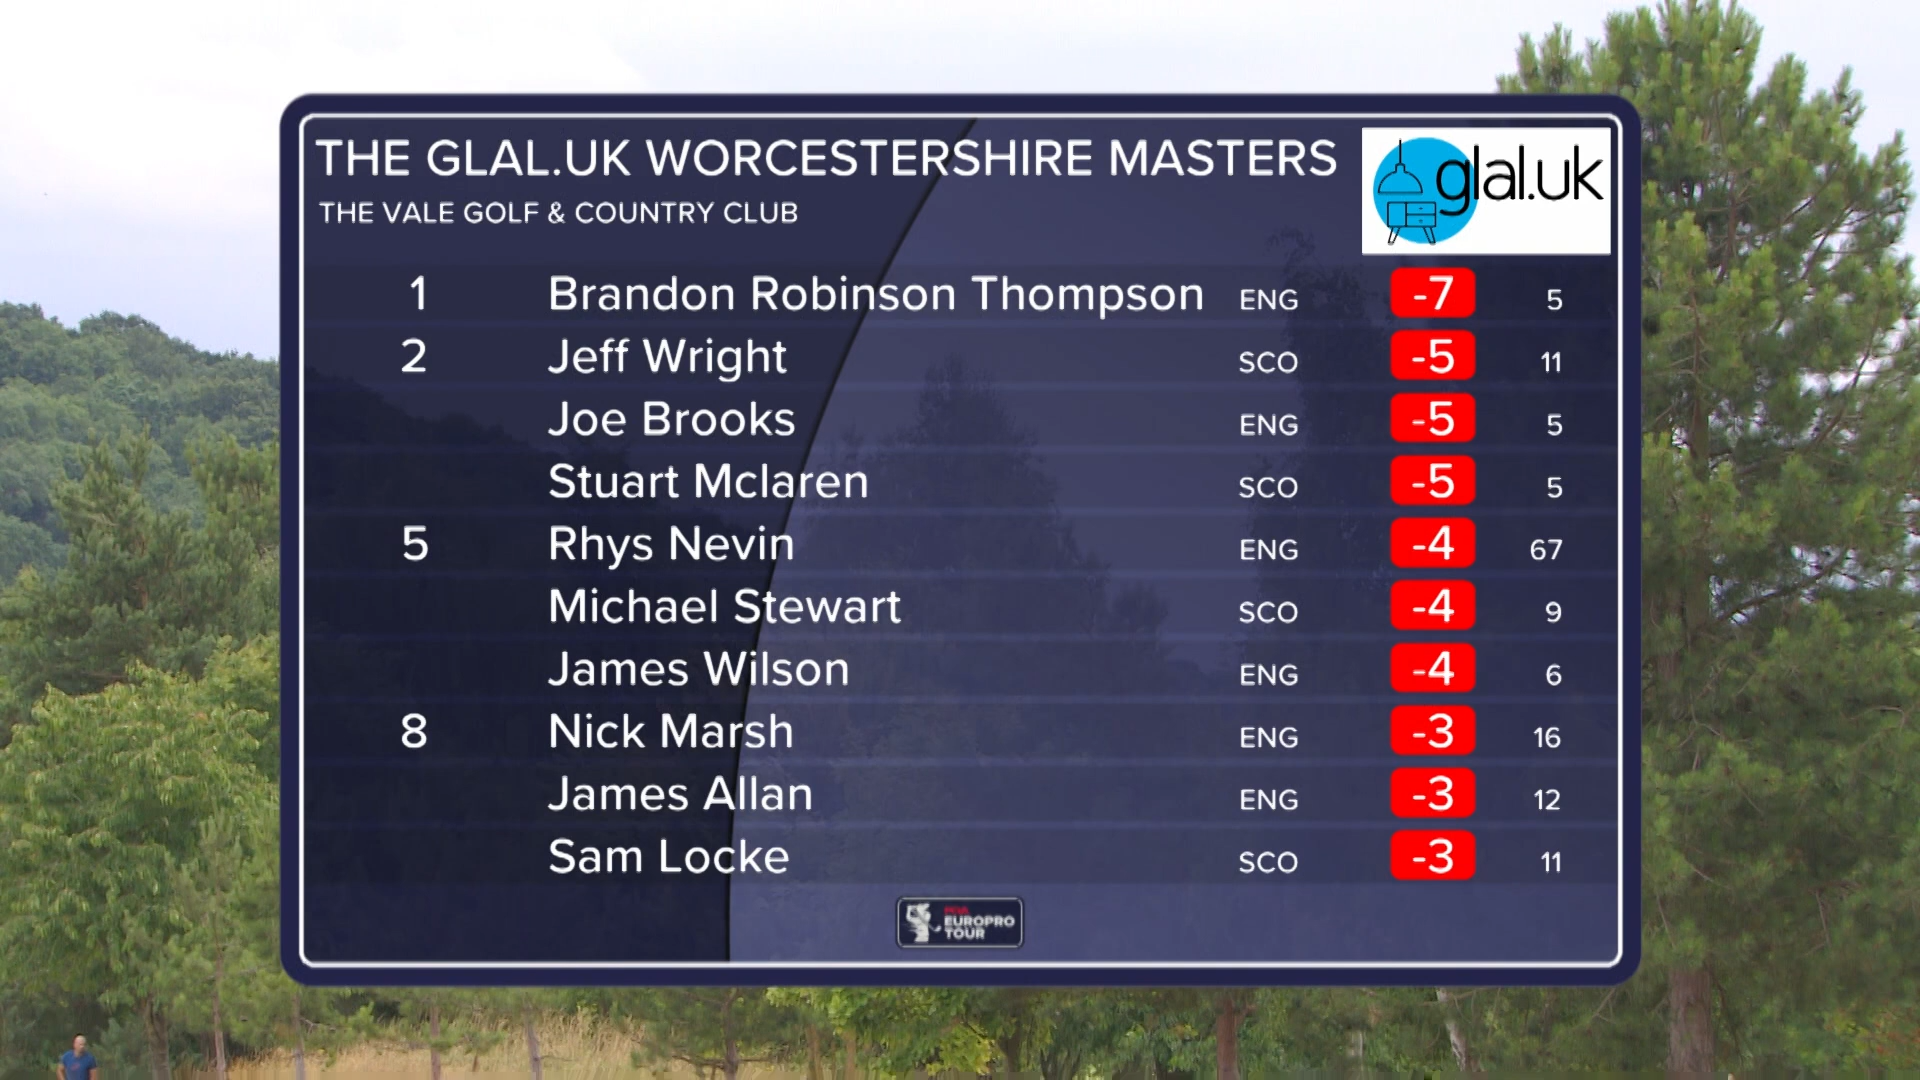 THE GLAL.UK WORCESTERSHIRE MASTERS
glal.uk
THE VALE GOLF & COUNTRY CLUB
1 Brandon Robinson Thompson ENG -7 5
2 Jeff Wright SCO -5 11
Joe Brooks ENG -5 5
Stuart Mclaren SCO -5 5
5 Rhys Nevin ENG -4 67
Michael Stewart SCO -4 9
James Wilson ENG -4 6
8 Nick Marsh ENG -3 16
James Allan ENG -3 12
Sam Locke SCO -3 11
PGA
EUROPRO
TOUR